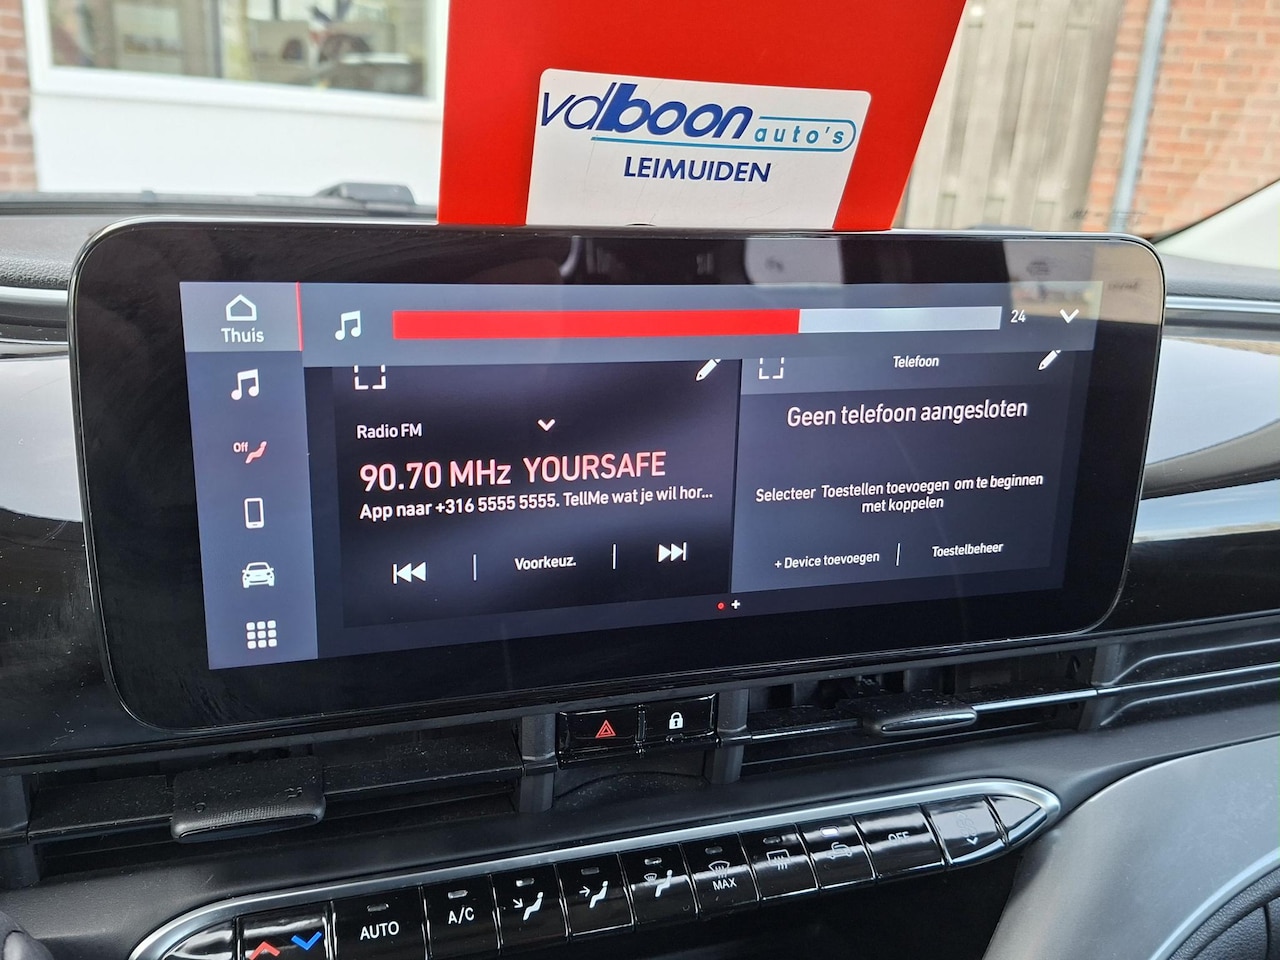 vdboon auto's
LEIMUIDEN
Thuis
24
Off
Radio FM
90.70 MHz YOURSAFE
App naar +316 5555 5555. TellMe wat je wil hor...
Voorkeuz.
Telefoon
Geen telefoon aangesloten
Selecteer Toestellen toevoegen om te beginnen
met koppelen
+ Device toevoegen
Toestelbeheer
AUTO
A/C
MAX
OFF